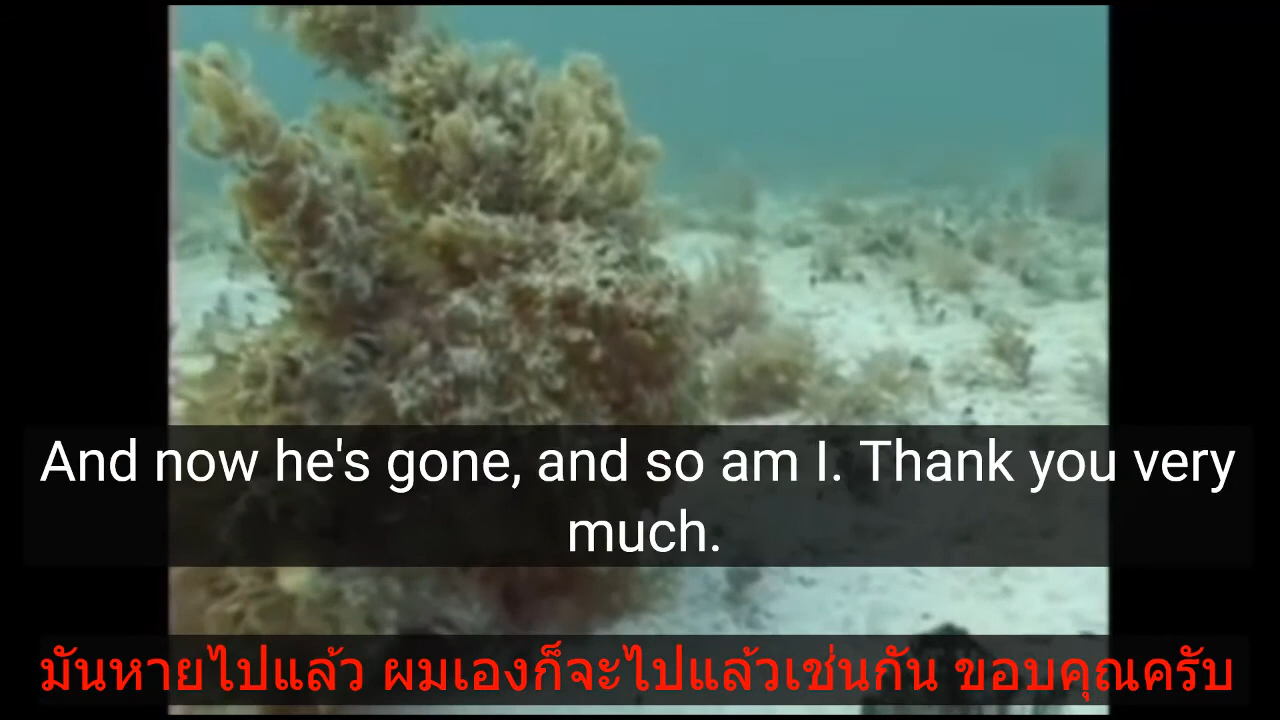 And now he's gone, and so am I. Thank you very
much.
มันหายไปแล้ว ผมเองก็จะไปแล้วเช่นกัน ขอบคุณครับ